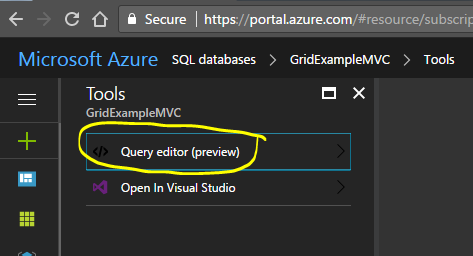 Secure https://portal.azure.com/#resource/subscrip
Microsoft Azure SQL databases > GridExampleMVC > Tools
Tools
GridExampleMVC
</> Query editor (preview)
Open In Visual Studio